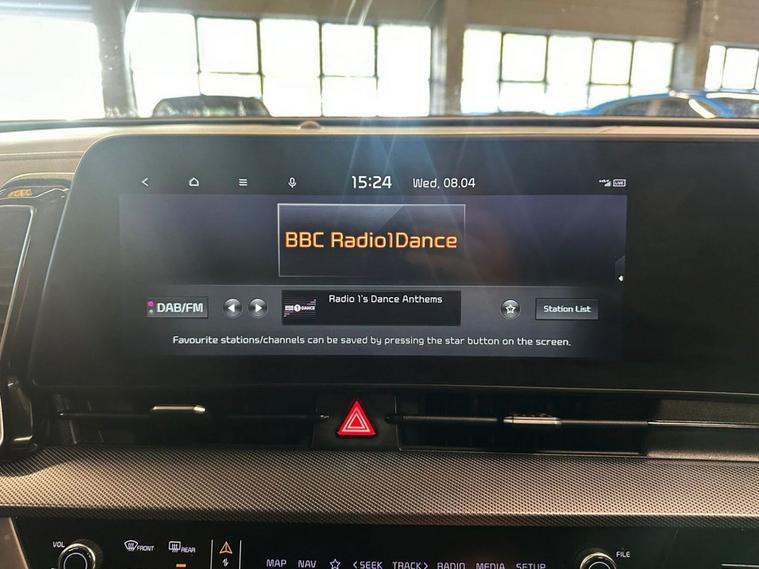 15:24 Wed, 08.04
BBC Radio1Dance
DAB/FM
Radio 1's Dance Anthems
1 DANCE
Station List
Favourite stations/channels can be saved by pressing the star button on the screen.
VOL
FRONT
REAR
MAP NAV
<SEEK TRACK> RADIO MEDIA SETUP
FILE